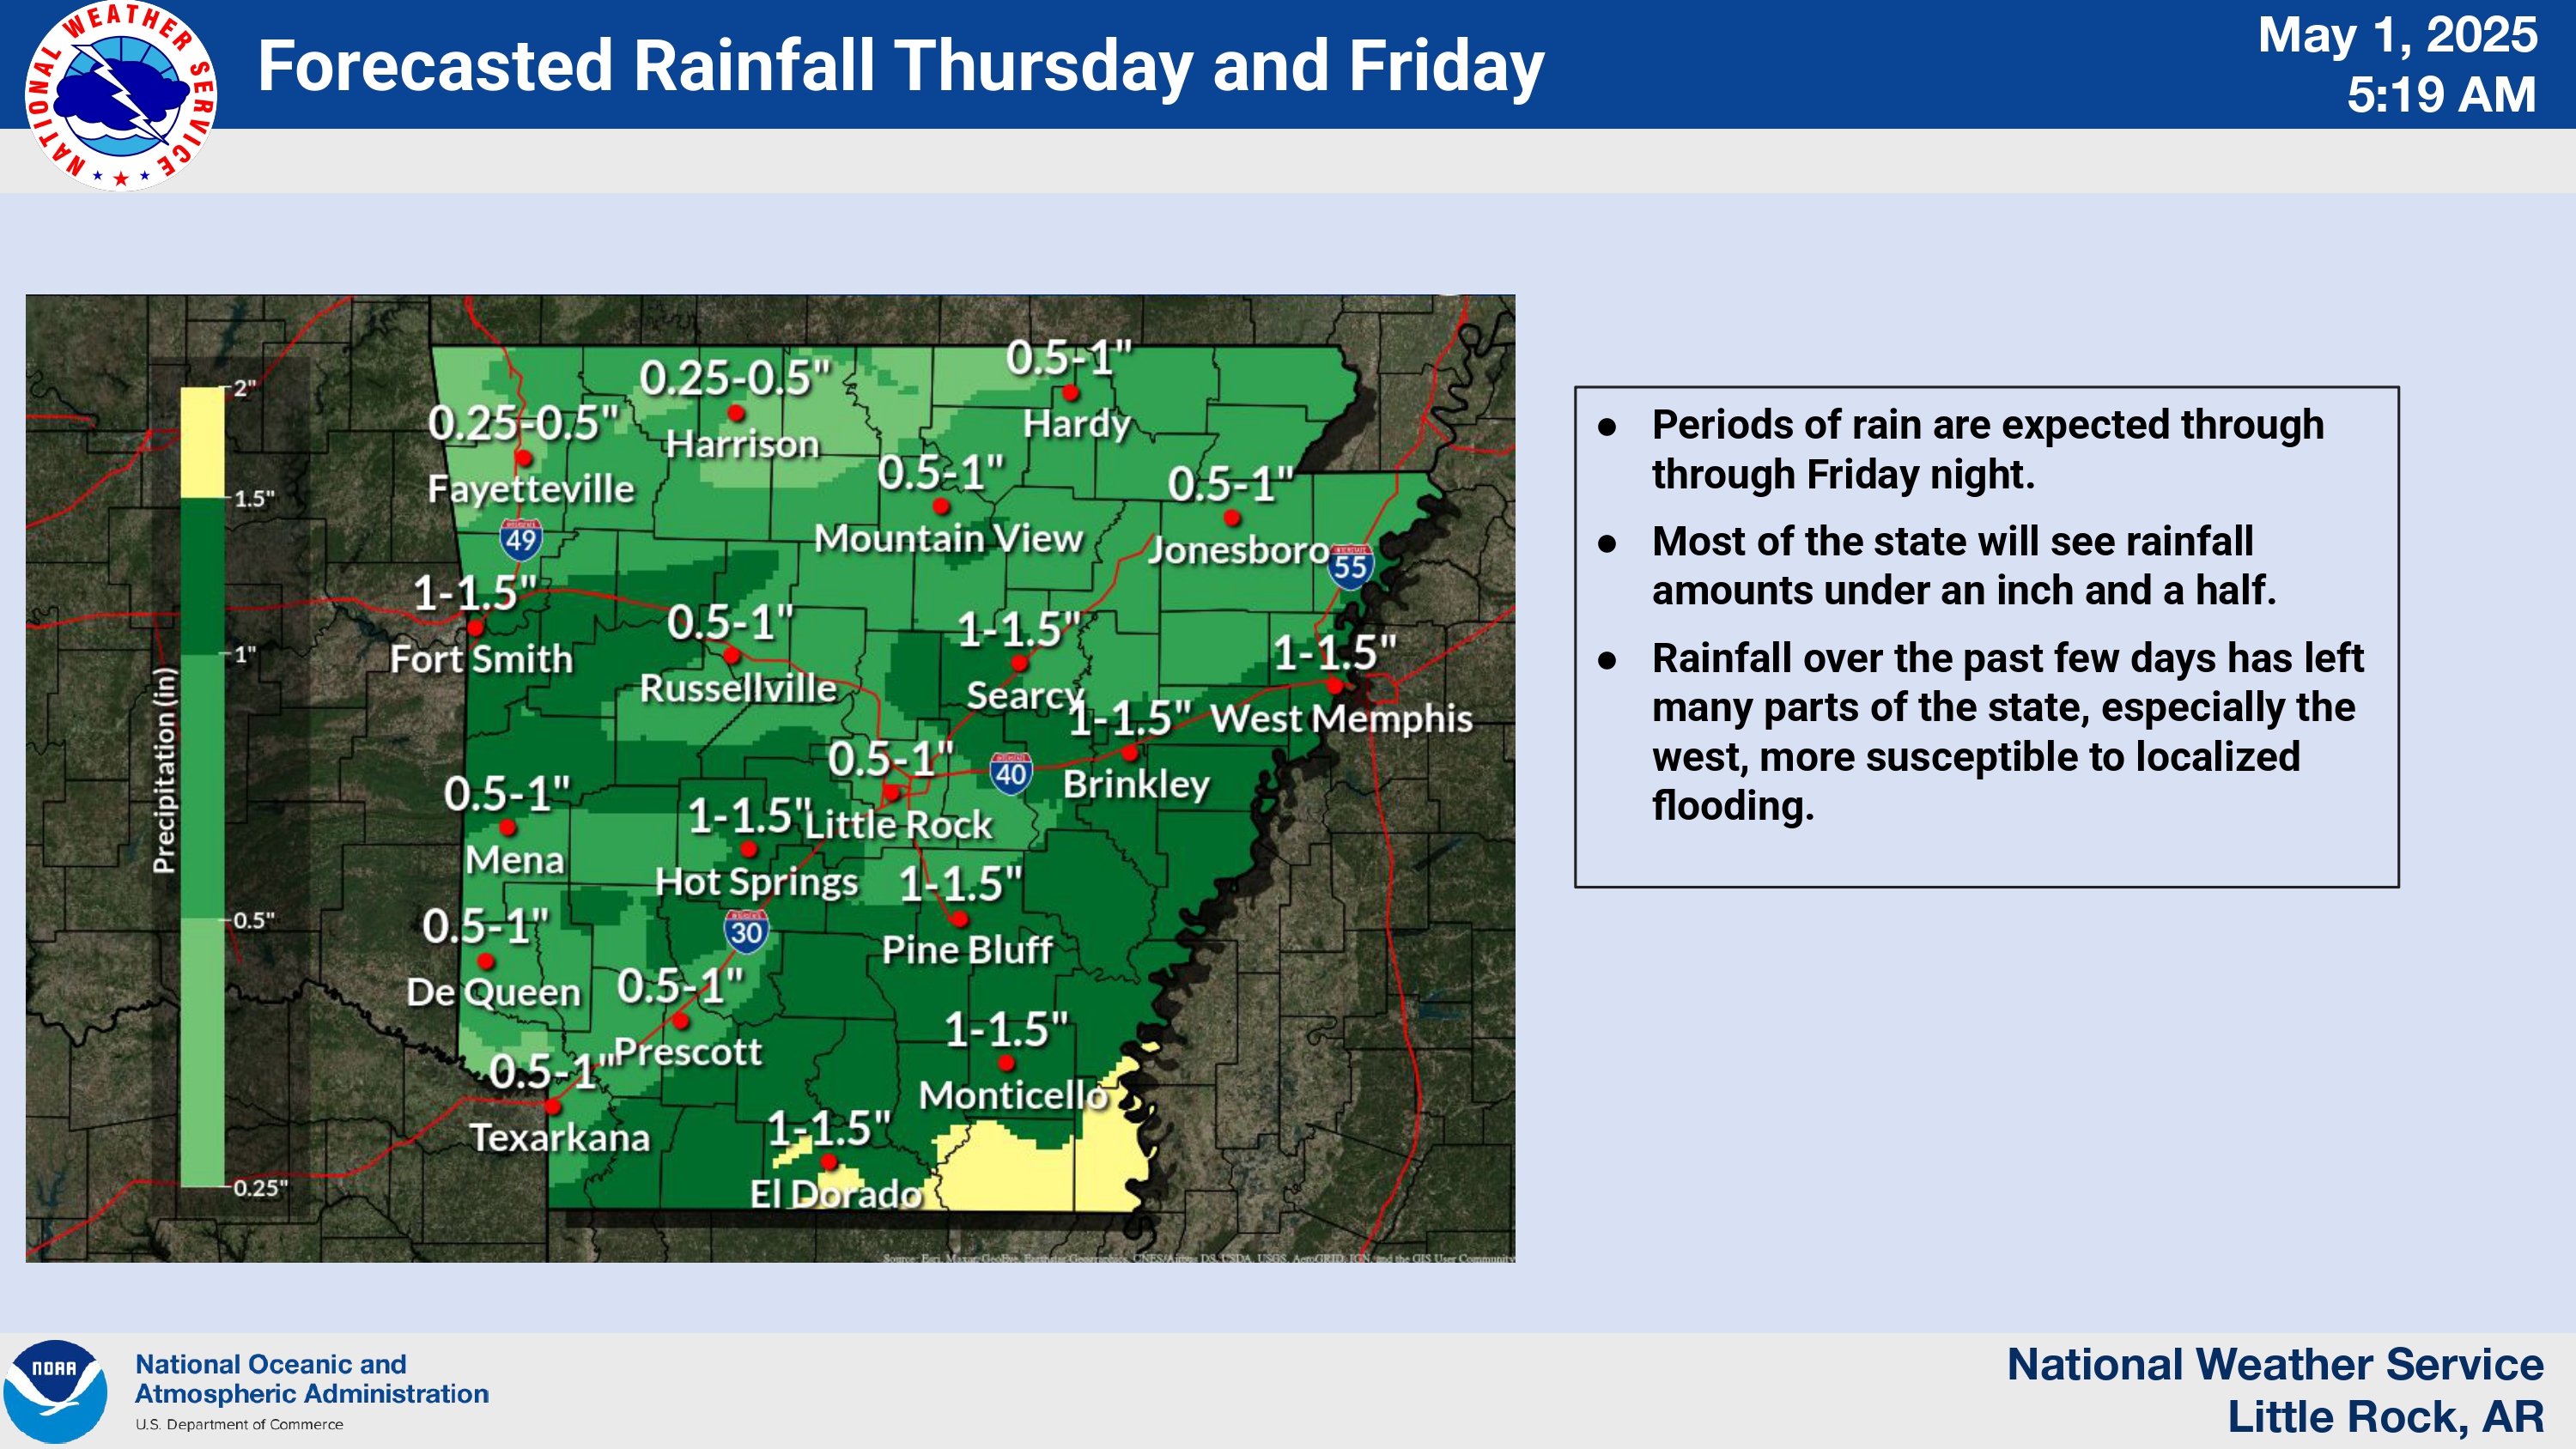 NATIONAL WEATHER SERVICE
Forecasted Rainfall Thursday and Friday
May 1, 2025
5:19 AM
2"
1.5"
1"
0.5"
0.25"
Precipitation (in)
0.25-0.5"
Fayetteville
0.25-0.5"
Harrison
0.5-1"
Hardy
0.5-1"
Mountain View
0.5-1"
Jonesboro
49
55
1-1.5"
Fort Smith
0.5-1"
Russellville
1-1.5"
Searcy
1-1.5"
West Memphis
1-1.5"
Brinkley
0.5-1"
Little Rock
40
0.5-1"
Mena
1-1.5"
Hot Springs
1-1.5"
Pine Bluff
30
0.5-1"
De Queen
0.5-1"
Prescott
0.5-1"
Texarkana
1-1.5"
Monticello
1-1.5"
El Dorado
Source: Esri, Maxar, GeoEye, Earthstar Geographics, CNES/Airbus DS, USDA, USGS, AeroGRID, IGN, and the GIS User Community
● Periods of rain are expected through
through Friday night.
● Most of the state will see rainfall
amounts under an inch and a half.
● Rainfall over the past few days has left
many parts of the state, especially the
west, more susceptible to localized
flooding.
NOAA
National Oceanic and
Atmospheric Administration
U.S. Department of Commerce
National Weather Service
Little Rock, AR